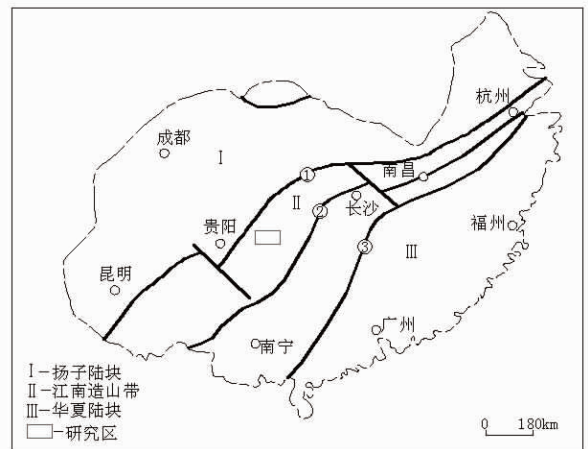 杭州
成都
Ⅰ
南昌
①
Ⅱ
长沙
②
贵阳
福州
③
Ⅲ
昆明
广州
南宁
Ⅰ－扬子陆块
Ⅱ－江南造山带
Ⅲ－华夏陆块
－研究区
0 180km